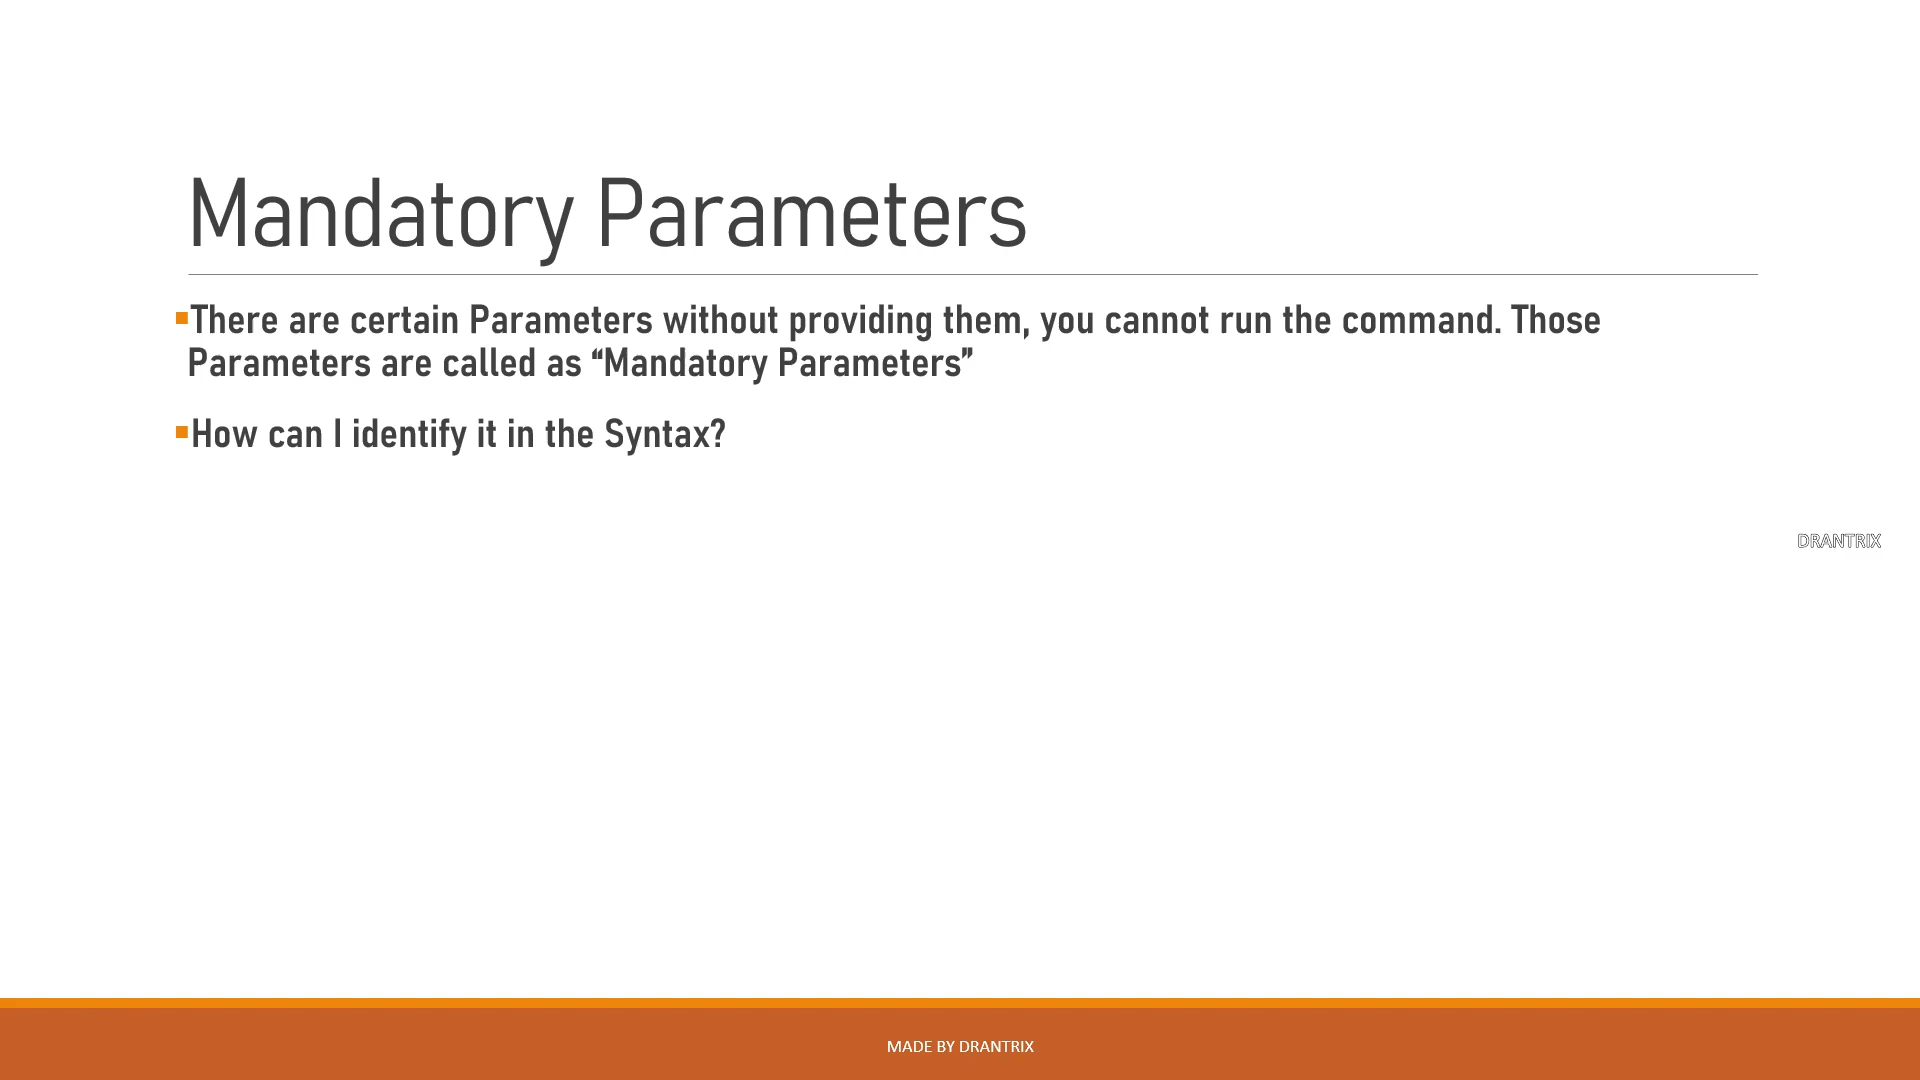 Mandatory Parameters
▪There are certain Parameters without providing them, you cannot run the command. Those
Parameters are called as “Mandatory Parameters”
▪How can I identify it in the Syntax?
DRANTRIX
MADE BY DRANTRIX